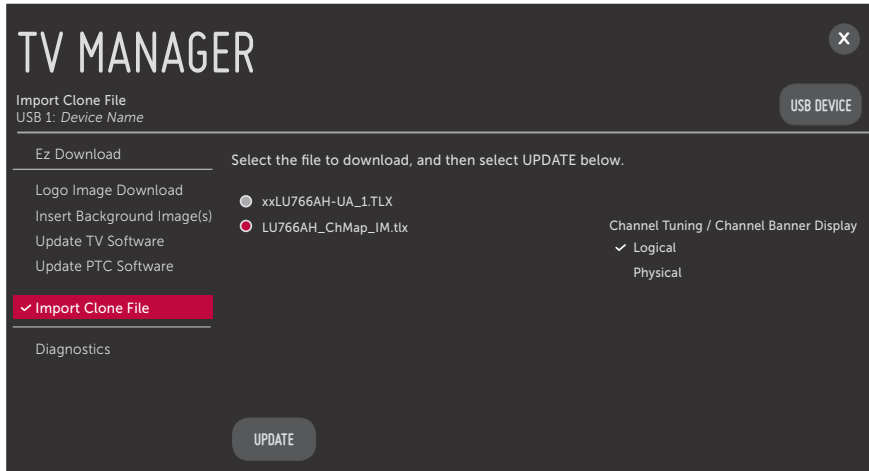 TV MANAGER
X
Import Clone File
USB 1: Device Name
USB DEVICE
Ez Download
Logo Image Download
Insert Background Image(s)
Update TV Software
Update PTC Software
Import Clone File
Diagnostics
Select the file to download, and then select UPDATE below.
xxLU766AH-UA_1.TLX
LU766AH_ChMap_IM.tlx
Channel Tuning / Channel Banner Display
Logical
Physical
UPDATE